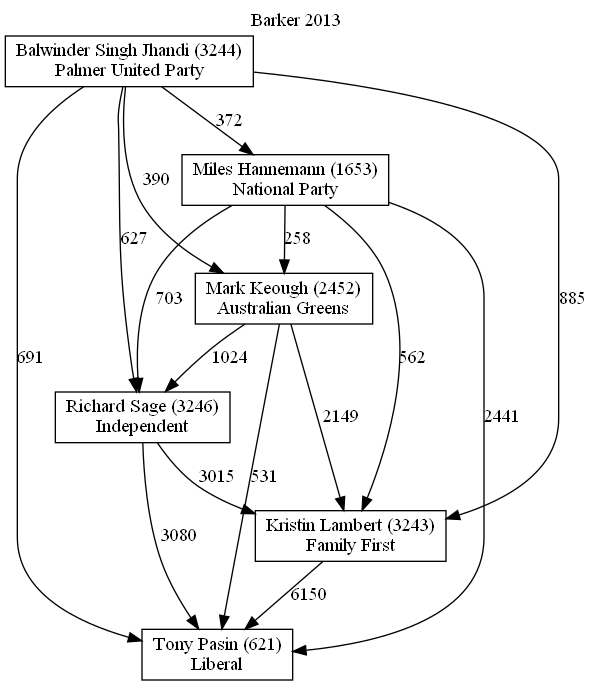 Barker 2013
Balwinder Singh Jhandi (3244)
Palmer United Party
372
Miles Hannemann (1653)
National Party
390
627
703
258
Mark Keough (2452)
Australian Greens
885
691
1024
562
Richard Sage (3246)
Independent
2149
2441
3015
531
Kristin Lambert (3243)
Family First
3080
6150
Tony Pasin (621)
Liberal